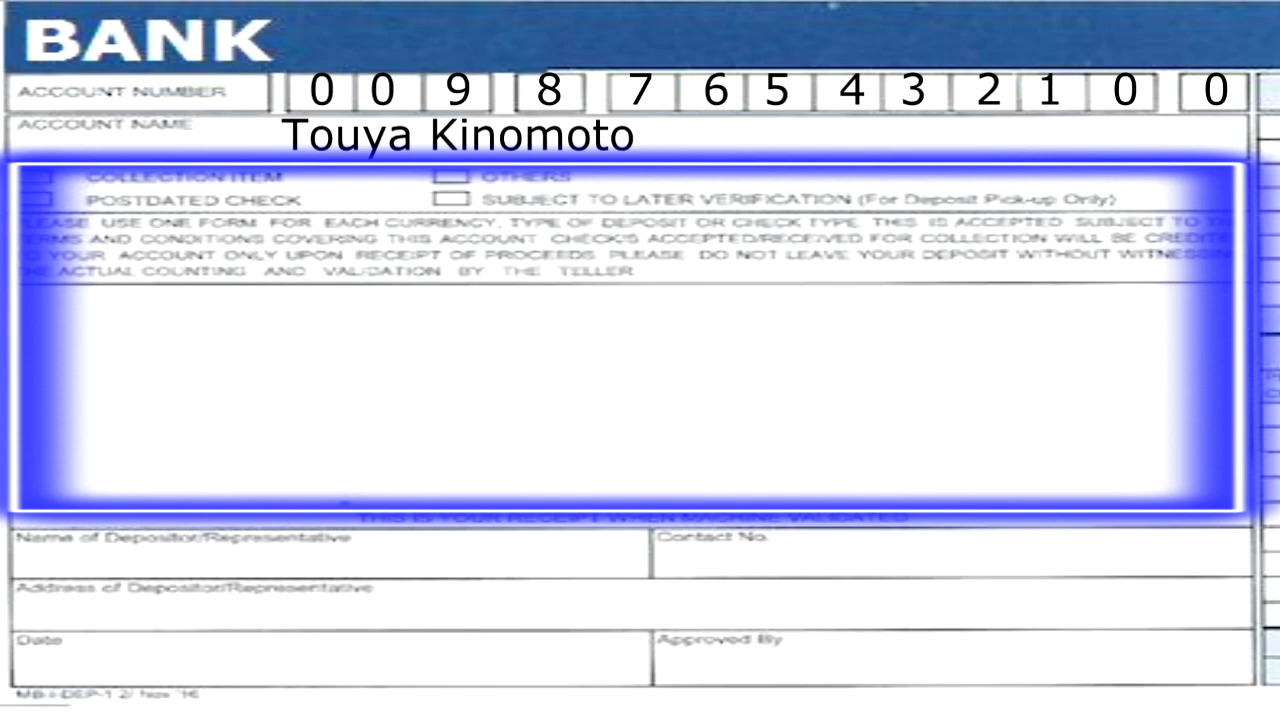 BANK
ACCOUNT NUMBER 0 0 9 8 7 6 5 4 3 2 1 0 0
ACCOUNT NAME Touya Kinomoto
COLLECTION ITEM OTHERS
POSTDATED CHECK SUBJECT TO LATER VERIFICATION (For Deposit Pick-up Only)
USE ONE FORM FOR EACH CURRENCY, TYPE OF DEPOSIT OR CHECK TYPE. THIS IS ACCEPTED SUBJECT TO
AND CONDITIONS COVERING THIS ACCOUNT CHECK/S ACCEPTED/RECEIVED FOR COLLECTION WILL BE
YOUR ACCOUNT ONLY UPON RECEIPT OF PROCEEDS PLEASE DO NOT LEAVE YOUR DEPOSIT WITHOUT
ACTUAL COUNTING AND VALIDATION BY THE TELLER
THIS IS YOUR RECEIPT WHEN MACHINE VALIDATED
Name of Depositor/Representative Contact No.
Address of Depositor/Representative
Date Approved By